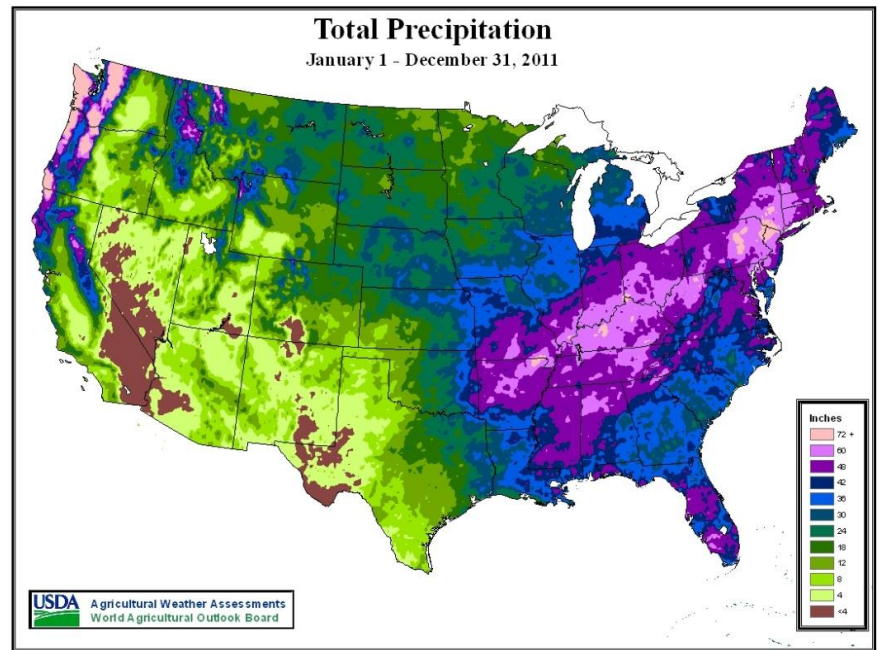 Total Precipitation
January 1 - December 31, 2011
Inches
72 +
60
48
42
36
30
24
18
12
8
4
<4
USDA
Agricultural Weather Assessments
World Agricultural Outlook Board